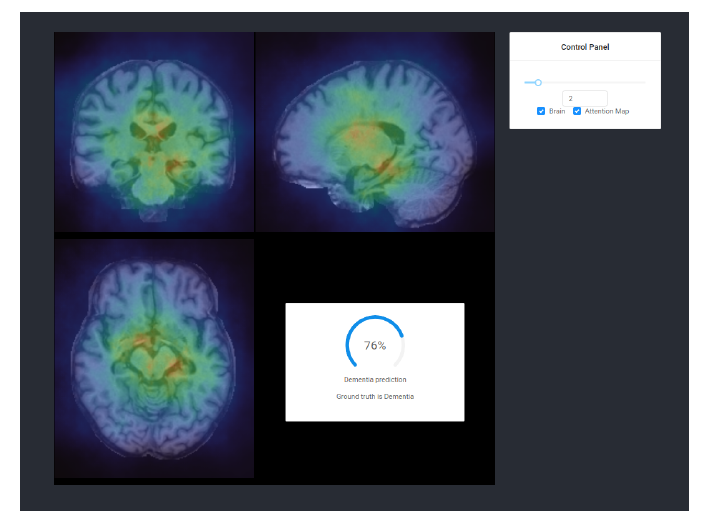 Control Panel
2
Brain Attention Map
76%
Dementia prediction
Ground truth is Dementia